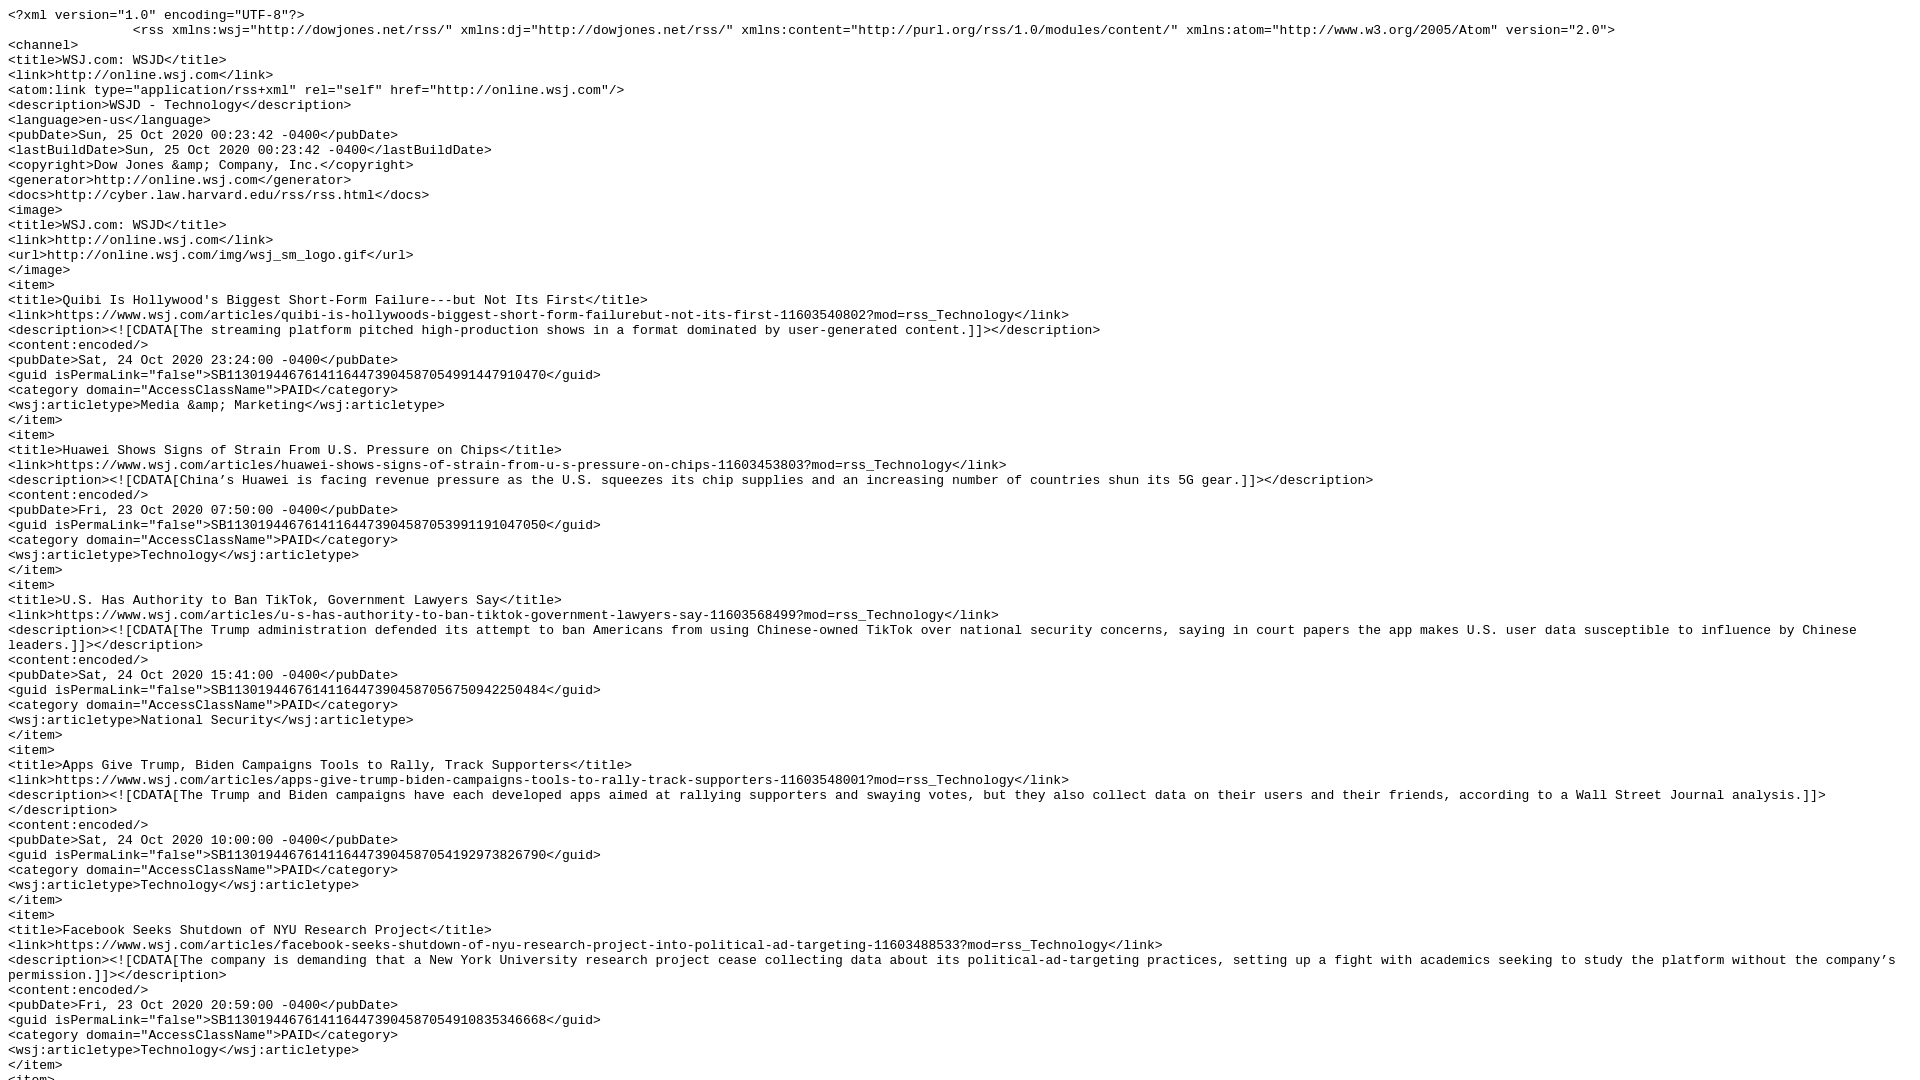 <?xml version="1.0" encoding="UTF-8"?>
<rss xmlns:wsj="http://dowjones.net/rss/" xmlns:dj="http://dowjones.net/rss/" xmlns:content="http://purl.org/rss/1.0/modules/content/" xmlns:atom="http://www.w3.org/2005/Atom" version="2.0">
<channel>
<title>WSJ.com: WSJD</title>
<link>http://online.wsj.com</link>
<atom:link type="application/rss+xml" rel="self" href="http://online.wsj.com"/>
<description>WSJD - Technology</description>
<language>en-us</language>
<pubDate>Sun, 25 Oct 2020 00:23:42 -0400</pubDate>
<lastBuildDate>Sun, 25 Oct 2020 00:23:42 -0400</lastBuildDate>
<copyright>Dow Jones &amp; Company, Inc.</copyright>
<generator>http://online.wsj.com</generator>
<docs>http://cyber.law.harvard.edu/rss/rss.html</docs>
<image>
<title>WSJ.com: WSJD</title>
<link>http://online.wsj.com</link>
<url>http://online.wsj.com/img/wsj_sm_logo.gif</url>
</image>
<item>
<title>Quibi Is Hollywood's Biggest Short-Form Failure---but Not Its First</title>
<link>https://www.wsj.com/articles/quibi-is-hollywoods-biggest-short-form-failurebut-not-its-first-11603540802?mod=rss_Technology</link>
<description><![CDATA[The streaming platform pitched high-production shows in a format dominated by user-generated content.]]></description>
<content:encoded/>
<pubDate>Sat, 24 Oct 2020 23:24:00 -0400</pubDate>
<guid isPermaLink="false">SB11301944676141164473904587054991447910470</guid>
<category domain="AccessClassName">PAID</category>
<wsj:articletype>Media &amp; Marketing</wsj:articletype>
</item>
<item>
<title>Huawei Shows Signs of Strain From U.S. Pressure on Chips</title>
<link>https://www.wsj.com/articles/huawei-shows-signs-of-strain-from-u-s-pressure-on-chips-11603453803?mod=rss_Technology</link>
<description><![CDATA[China’s Huawei is facing revenue pressure as the U.S. squeezes its chip supplies and an increasing number of countries shun its 5G gear.]]></description>
<content:encoded/>
<pubDate>Fri, 23 Oct 2020 07:50:00 -0400</pubDate>
<guid isPermaLink="false">SB11301944676141164473904587053991191047050</guid>
<category domain="AccessClassName">PAID</category>
<wsj:articletype>Technology</wsj:articletype>
</item>
<item>
<title>U.S. Has Authority to Ban TikTok, Government Lawyers Say</title>
<link>https://www.wsj.com/articles/u-s-has-authority-to-ban-tiktok-government-lawyers-say-11603568499?mod=rss_Technology</link>
<description><![CDATA[The Trump administration defended its attempt to ban Americans from using Chinese-owned TikTok over national security concerns, saying in court papers the app makes U.S. user data susceptible to influence by Chinese
leaders.]]></description>
<content:encoded/>
<pubDate>Sat, 24 Oct 2020 15:41:00 -0400</pubDate>
<guid isPermaLink="false">SB11301944676141164473904587056750942250484</guid>
<category domain="AccessClassName">PAID</category>
<wsj:articletype>National Security</wsj:articletype>
</item>
<item>
<title>Apps Give Trump, Biden Campaigns Tools to Rally, Track Supporters</title>
<link>https://www.wsj.com/articles/apps-give-trump-biden-campaigns-tools-to-rally-track-supporters-11603548001?mod=rss_Technology</link>
<description><![CDATA[The Trump and Biden campaigns have each developed apps aimed at rallying supporters and swaying votes, but they also collect data on their users and their friends, according to a Wall Street Journal analysis.]]>
</description>
<content:encoded/>
<pubDate>Sat, 24 Oct 2020 10:00:00 -0400</pubDate>
<guid isPermaLink="false">SB11301944676141164473904587054192973826790</guid>
<category domain="AccessClassName">PAID</category>
<wsj:articletype>Technology</wsj:articletype>
</item>
<item>
<title>Facebook Seeks Shutdown of NYU Research Project</title>
<link>https://www.wsj.com/articles/facebook-seeks-shutdown-of-nyu-research-project-into-political-ad-targeting-11603488533?mod=rss_Technology</link>
<description><![CDATA[The company is demanding that a New York University research project cease collecting data about its political-ad-targeting practices, setting up a fight with academics seeking to study the platform without the company’s
permission.]]></description>
<content:encoded/>
<pubDate>Fri, 23 Oct 2020 20:59:00 -0400</pubDate>
<guid isPermaLink="false">SB11301944676141164473904587054910835346668</guid>
<category domain="AccessClassName">PAID</category>
<wsj:articletype>Technology</wsj:articletype>
</item>
<item>